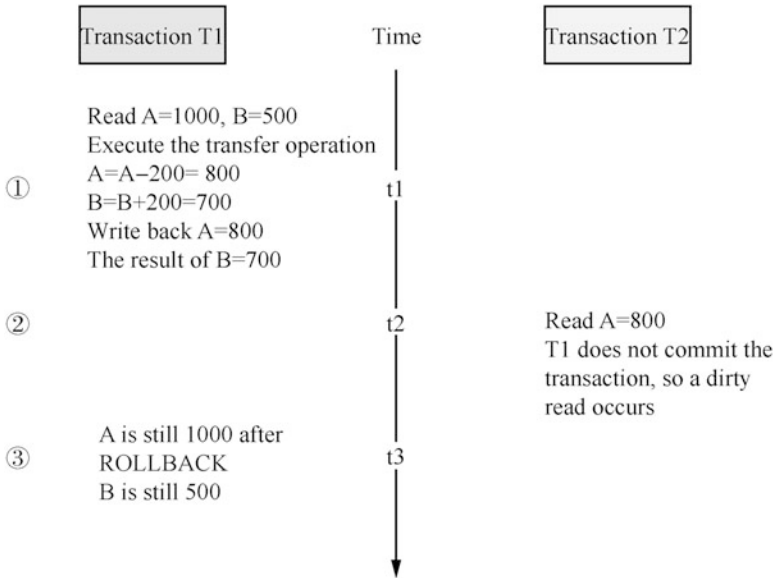 Transaction T1
Time
Transaction T2
Read A=1000, B=500
Execute the transfer operation
①
A=A−200= 800
t1
B=B+200=700
Write back A=800
The result of B=700
②
t2
Read A=800
T1 does not commit the
transaction, so a dirty
read occurs
③
A is still 1000 after
ROLLBACK
B is still 500
t3